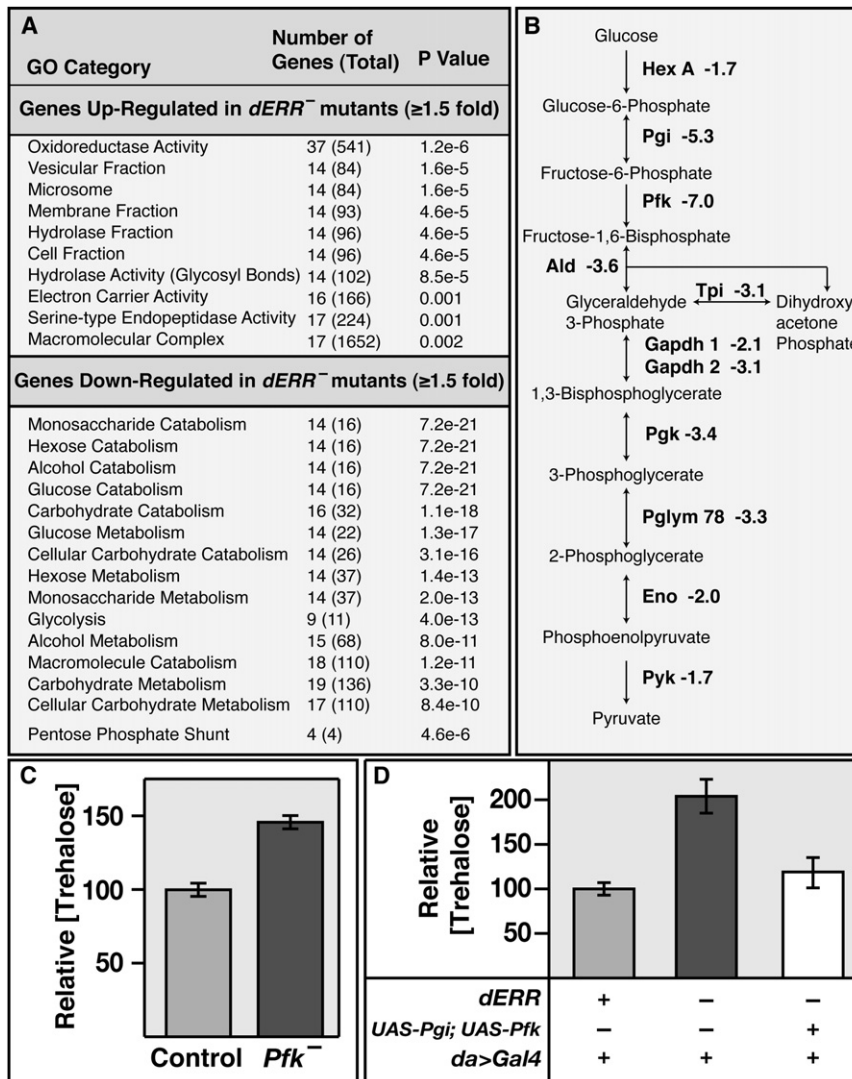 A
GO Category Number of Genes (Total) P Value
Genes Up-Regulated in dERR⁻ mutants (≥1.5 fold)
Oxidoreductase Activity 37 (541) 1.2e-6
Vesicular Fraction 14 (84) 1.6e-5
Microsome 14 (84) 1.6e-5
Membrane Fraction 14 (93) 4.6e-5
Hydrolase Fraction 14 (96) 4.6e-5
Cell Fraction 14 (96) 4.6e-5
Hydrolase Activity (Glycosyl Bonds) 14 (102) 8.5e-5
Electron Carrier Activity 16 (166) 0.001
Serine-type Endopeptidase Activity 17 (224) 0.001
Macromolecular Complex 17 (1652) 0.002
Genes Down-Regulated in dERR⁻ mutants (≥1.5 fold)
Monosaccharide Catabolism 14 (16) 7.2e-21
Hexose Catabolism 14 (16) 7.2e-21
Alcohol Catabolism 14 (16) 7.2e-21
Glucose Catabolism 14 (16) 7.2e-21
Carbohydrate Catabolism 16 (32) 1.1e-18
Glucose Metabolism 14 (22) 1.3e-17
Cellular Carbohydrate Catabolism 14 (26) 3.1e-16
Hexose Metabolism 14 (37) 1.4e-13
Monosaccharide Metabolism 14 (37) 2.0e-13
Glycolysis 9 (11) 4.0e-13
Alcohol Metabolism 15 (68) 8.0e-11
Macromolecule Catabolism 18 (110) 1.2e-11
Carbohydrate Metabolism 19 (136) 3.3e-10
Cellular Carbohydrate Metabolism 17 (110) 8.4e-10
Pentose Phosphate Shunt 4 (4) 4.6e-6
B
Glucose
Hex A -1.7
Glucose-6-Phosphate
Pgi -5.3
Fructose-6-Phosphate
Pfk -7.0
Fructose-1,6-Bisphosphate
Ald -3.6
Tpi -3.1
Glyceraldehyde
3-Phosphate
Dihydroxy
acetone
Phosphate
Gapdh 1 -2.1
Gapdh 2 -3.1
1,3-Bisphosphoglycerate
Pgk -3.4
3-Phosphoglycerate
Pglym 78 -3.3
2-Phosphoglycerate
Eno -2.0
Phosphoenolpyruvate
Pyk -1.7
Pyruvate
C
Relative [Trehalose]
150
100
50
Control Pfk⁻
D
Relative
[Trehalose]
200
150
100
50
dERR + – –
UAS-Pgi; UAS-Pfk – – +
da>Gal4 + + +